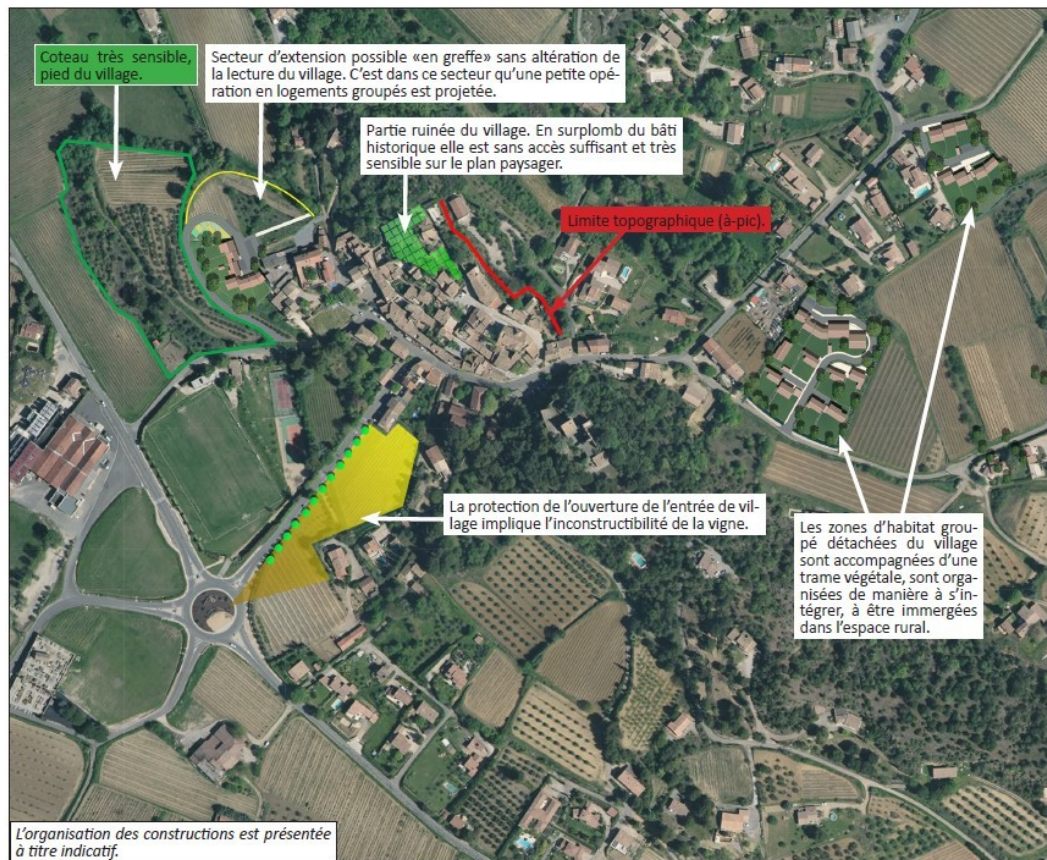 Coteau très sensible,
pied du village.
Secteur d'extension possible «en greffe» sans altération
de la lecture du village. C'est dans ce secteur qu'une petite opé-
ration en logements groupés est projetée.
Partie ruinée du village. En surplomb du bâti
historique elle est sans accès suffisant et très
sensible sur le plan paysager.
Limite topographique (à-pic).
La protection de l'ouverture de l'entrée de vil-
lage implique l'inconstructibilité de la vigne.
Les zones d'habitat grou-
pé détachées du village
sont accompagnées d'une
trame végétale, sont orga-
nisées de manière à s'in-
tégrer, à être immergées
dans l'espace rural.
L'organisation des constructions est présentée
à titre indicatif.